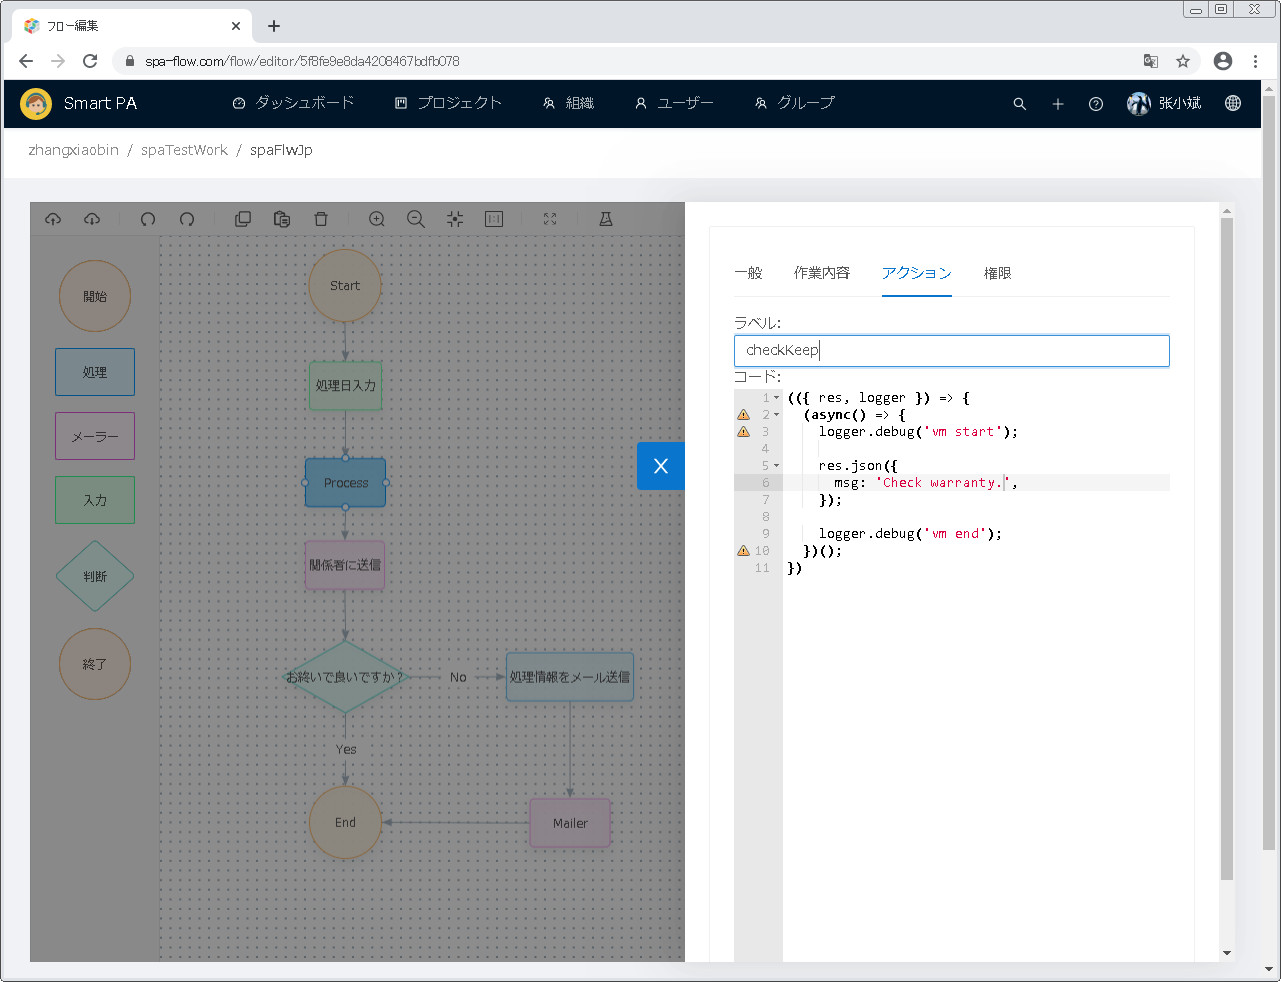 フロー編集
spa-flow.com/flow/editor/5f8fe9e8da4208467bdfb078
Smart PA
ダッシュボード
プロジェクト
組織
ユーザー
グループ
张小斌
zhangxiaobin / spaTestWork / spaFlwJp
開始
処理
メーラー
入力
判断
終了
Start
処理日入力
Process
関係者に送信
お終いで良いですか？
No
処理情報をメール送信
Yes
End
Mailer
X
一般
作業内容
アクション
権限
ラベル:
checkKeep
コード:
1 (({ res, logger }) => {
2 (async() => {
3 logger.debug('vm start');
4
5 res.json({
6 msg: 'Check warranty.',
7 });
8
9 logger.debug('vm end');
10 })();
11 })